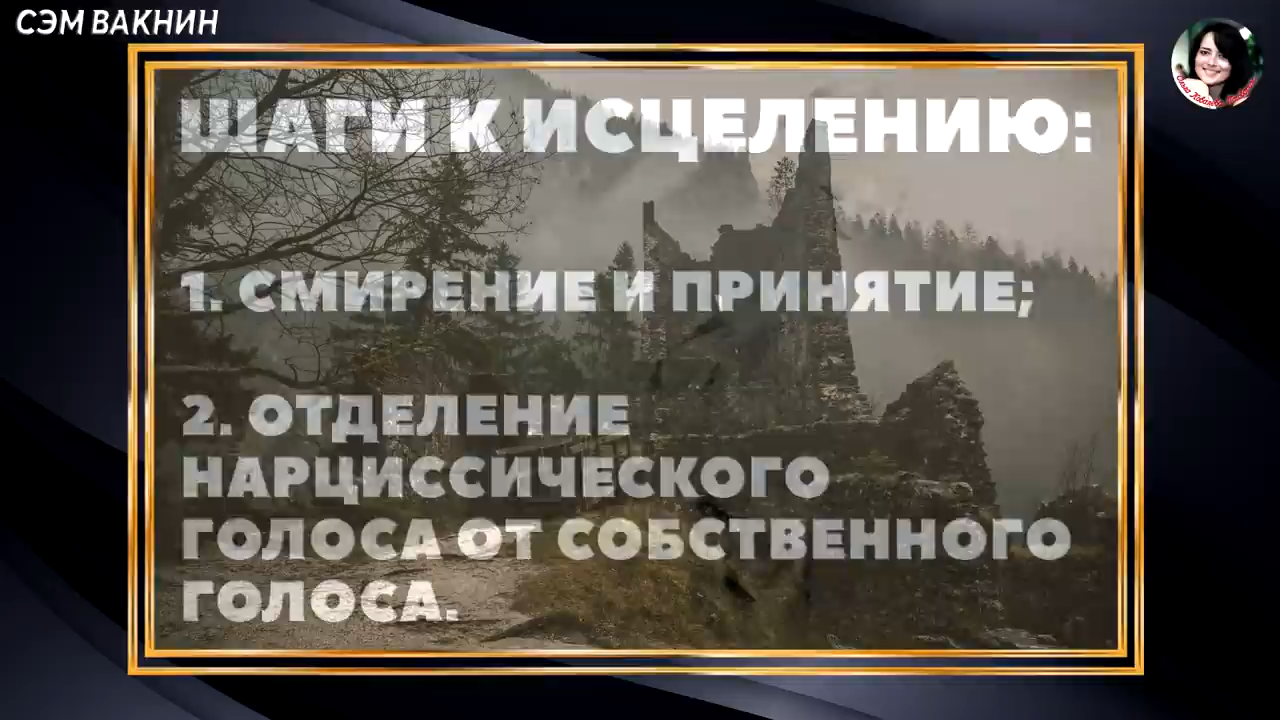 СЭМ ВАКНИН
ШАГИ К ИСЦЕЛЕНИЮ:
1. СМИРЕНИЕ И ПРИНЯТИЕ;
2. ОТДЕЛЕНИЕ
НАРЦИССИЧЕСКОГО
ГОЛОСА ОТ СОБСТВЕННОГО
ГОЛОСА.